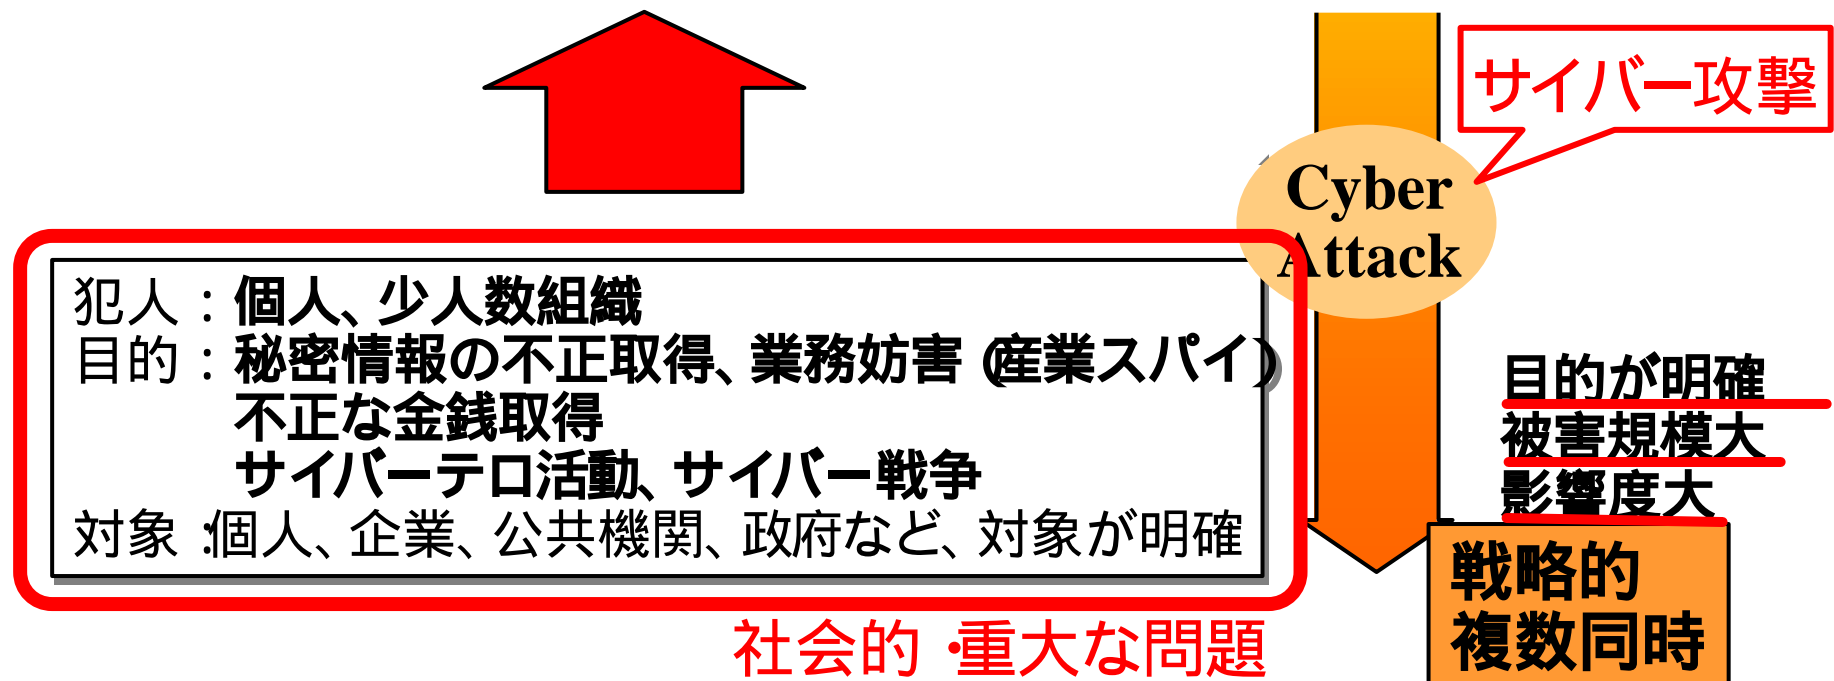 サイバー攻撃
Cyber
Attack
犯人：個人、少人数組織
目的：秘密情報の不正取得、業務妨害（産業スパイ）
不正な金銭取得
サイバーテロ活動、サイバー戦争
対象：個人、企業、公共機関、政府など、対象が明確
目的が明確
被害規模大
影響度大
戦略的
複数同時
社会的・重大な問題